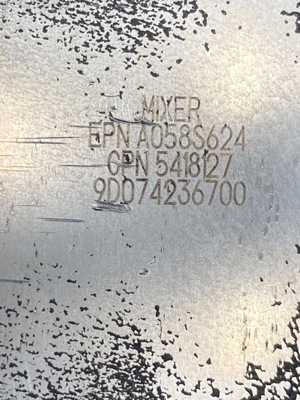 MIXER
EPN A058S624
CPN 5418127
9DD74236700